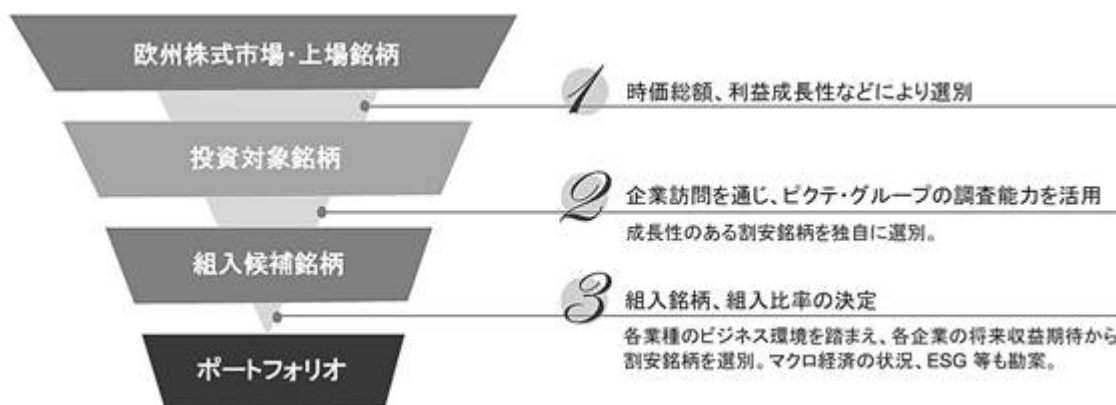 欧州株式市場・上場銘柄
1 時価総額、利益成長性などにより選別
投資対象銘柄
2 企業訪問を通じ、ピクテ・グループの調査能力を活用
成長性のある割安銘柄を独自に選別。
組入候補銘柄
3 組入銘柄、組入比率の決定
各業種のビジネス環境を踏まえ、各企業の将来収益期待から
割安銘柄を選別。マクロ経済の状況、ESG 等も勘案。
ポートフォリオ